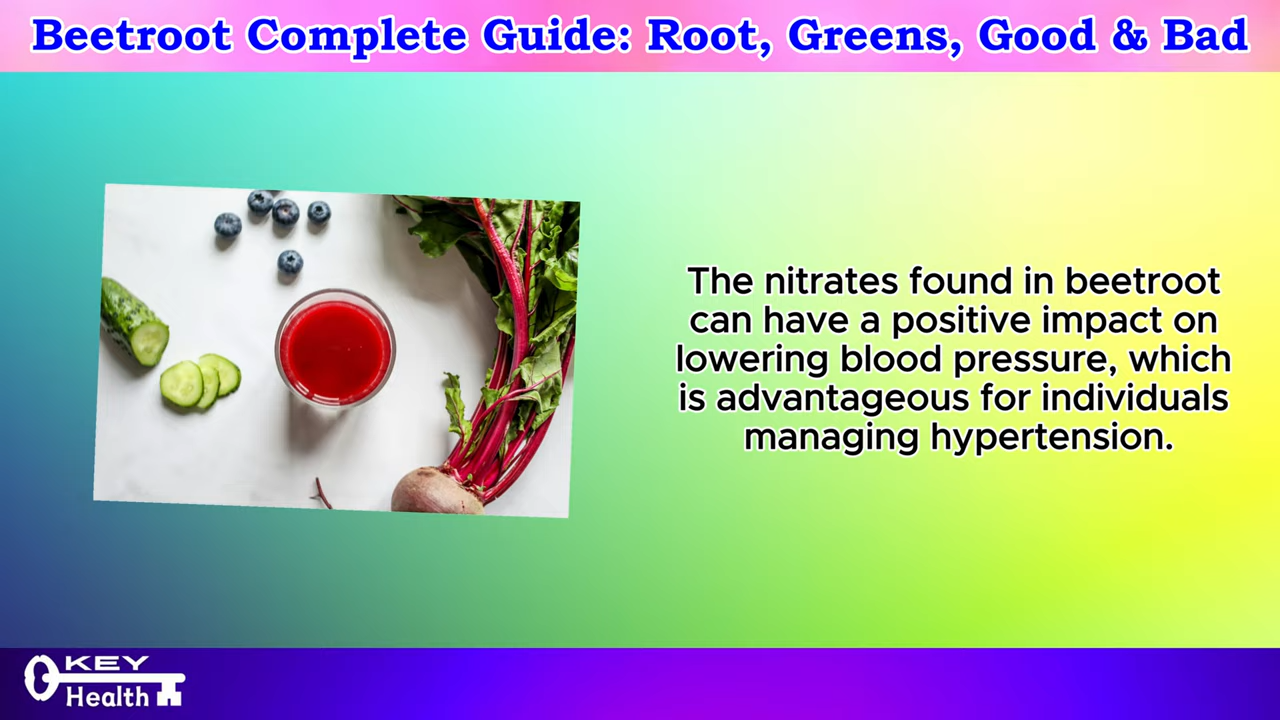 Beetroot Complete Guide: Root, Greens, Good & Bad
The nitrates found in beetroot
can have a positive impact on
lowering blood pressure, which
is advantageous for individuals
managing hypertension.
KEY
Health